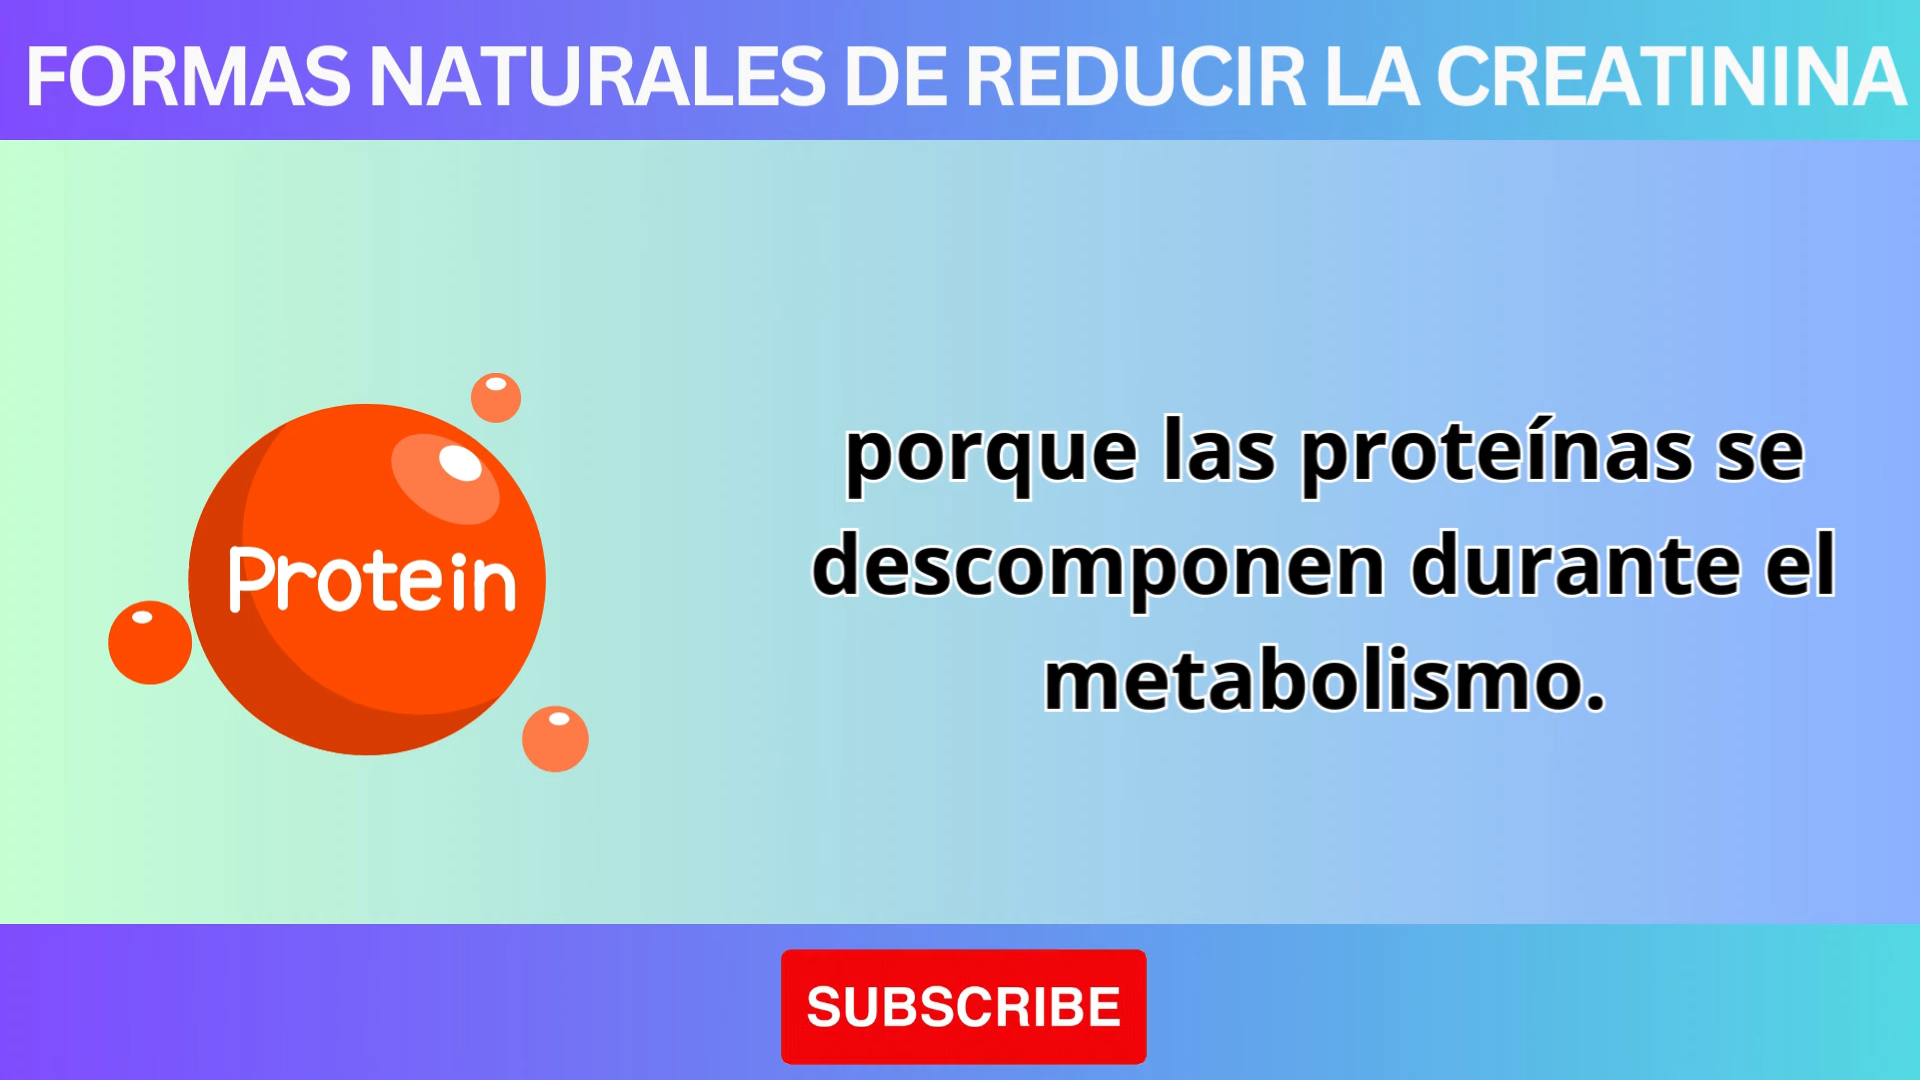 FORMAS NATURALES DE REDUCIR LA CREATININA
Protein
porque las proteínas se
descomponen durante el
metabolismo.
SUBSCRIBE